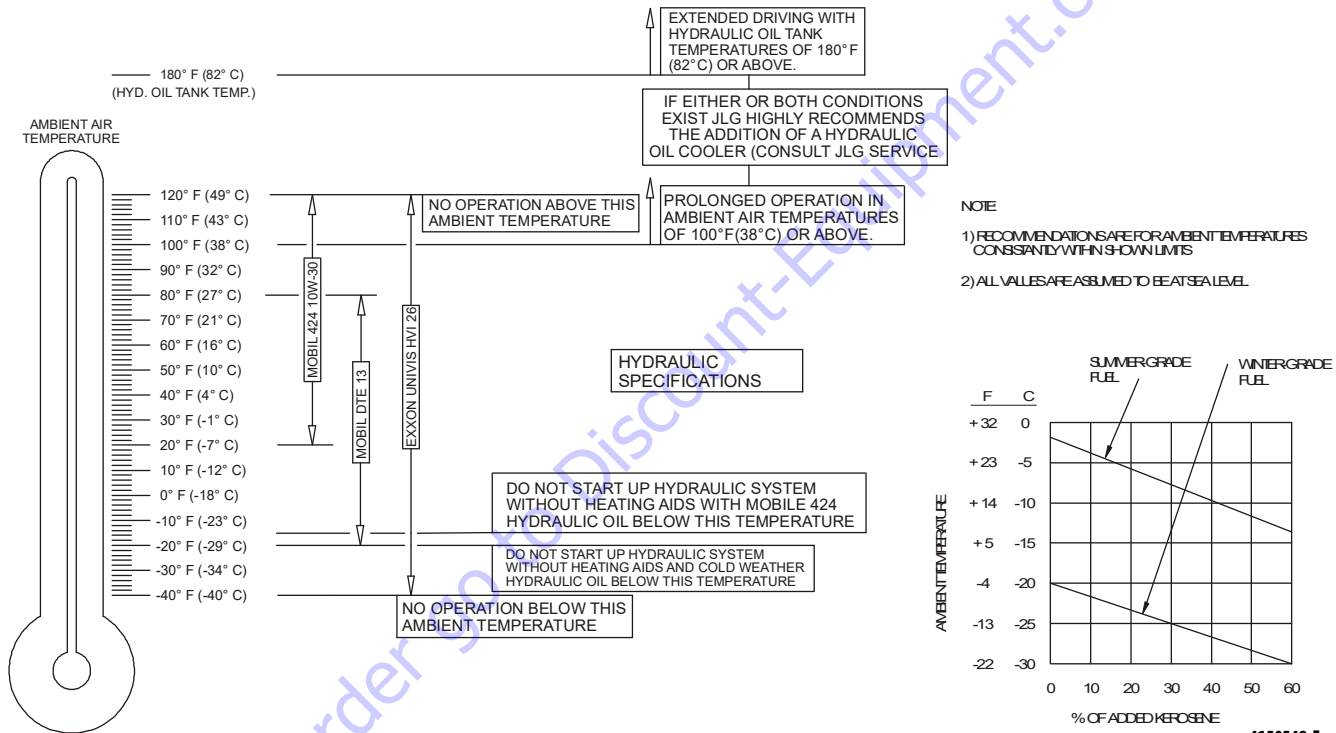 EXTENDED DRIVING WITH
HYDRAULIC OIL TANK
TEMPERATURES OF 180°F
(82°C) OR ABOVE.
180° F (82° C)
(HYD. OIL TANK TEMP.)
IF EITHER OR BOTH CONDITIONS
EXIST JLG HIGHLY RECOMMENDS
THE ADDITION OF A HYDRAULIC
OIL COOLER (CONSULT JLG SERVICE
AMBIENT AIR
TEMPERATURE
120° F (49° C)
110° F (43° C)
100° F (38° C)
90° F (32° C)
80° F (27° C)
70° F (21° C)
60° F (16° C)
50° F (10° C)
40° F (4° C)
30° F (-1° C)
20° F (-7° C)
10° F (-12° C)
0° F (-18° C)
-10° F (-23° C)
-20° F (-29° C)
-30° F (-34° C)
-40° F (-40° C)
MOBIL 424 10W-30
MOBIL DTE 13
EXXON UNIVIS HVI 26
NO OPERATION ABOVE THIS
AMBIENT TEMPERATURE
PROLONGED OPERATION IN
AMBIENT AIR TEMPERATURES
OF 100°F(38°C) OR ABOVE.
HYDRAULIC
SPECIFICATIONS
DO NOT START UP HYDRAULIC SYSTEM
WITHOUT HEATING AIDS WITH MOBILE 424
HYDRAULIC OIL BELOW THIS TEMPERATURE
DO NOT START UP HYDRAULIC SYSTEM
WITHOUT HEATING AIDS AND COLD WEATHER
HYDRAULIC OIL BELOW THIS TEMPERATURE
NO OPERATION BELOW THIS
AMBIENT TEMPERATURE
NOTE
1) RECOMMENDATIONS ARE FOR AMBIENT TEMPERATURES
CONSISTANTLY WITHIN SHOWN LIMITS
2) ALL VALUES ARE ASSUMED TO BE AT SEA LEVEL.
SUMMER-GRADE
FUEL
WINTER-GRADE
FUEL
F C
+32 0
+23 -5
+14 -10
+5 -15
-4 -20
-13 -25
-22 -30
AMBIENT TEMPERATURE
0 10 20 30 40 50 60
% OF ADDED KEROSENE
rder go to Discount-Equipment.c